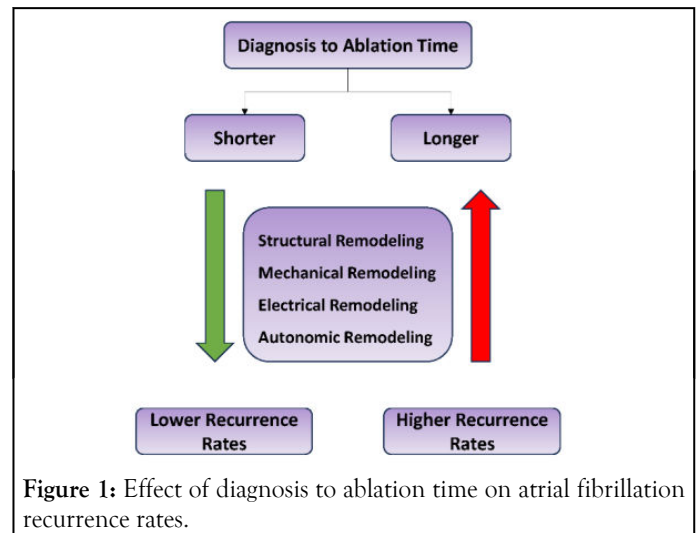 Diagnosis to Ablation Time
Shorter
Longer
Structural Remodeling
Mechanical Remodeling
Electrical Remodeling
Autonomic Remodeling
Lower Recurrence
Rates
Higher Recurrence
Rates
Figure 1: Effect of diagnosis to ablation time on atrial fibrillation
recurrence rates.